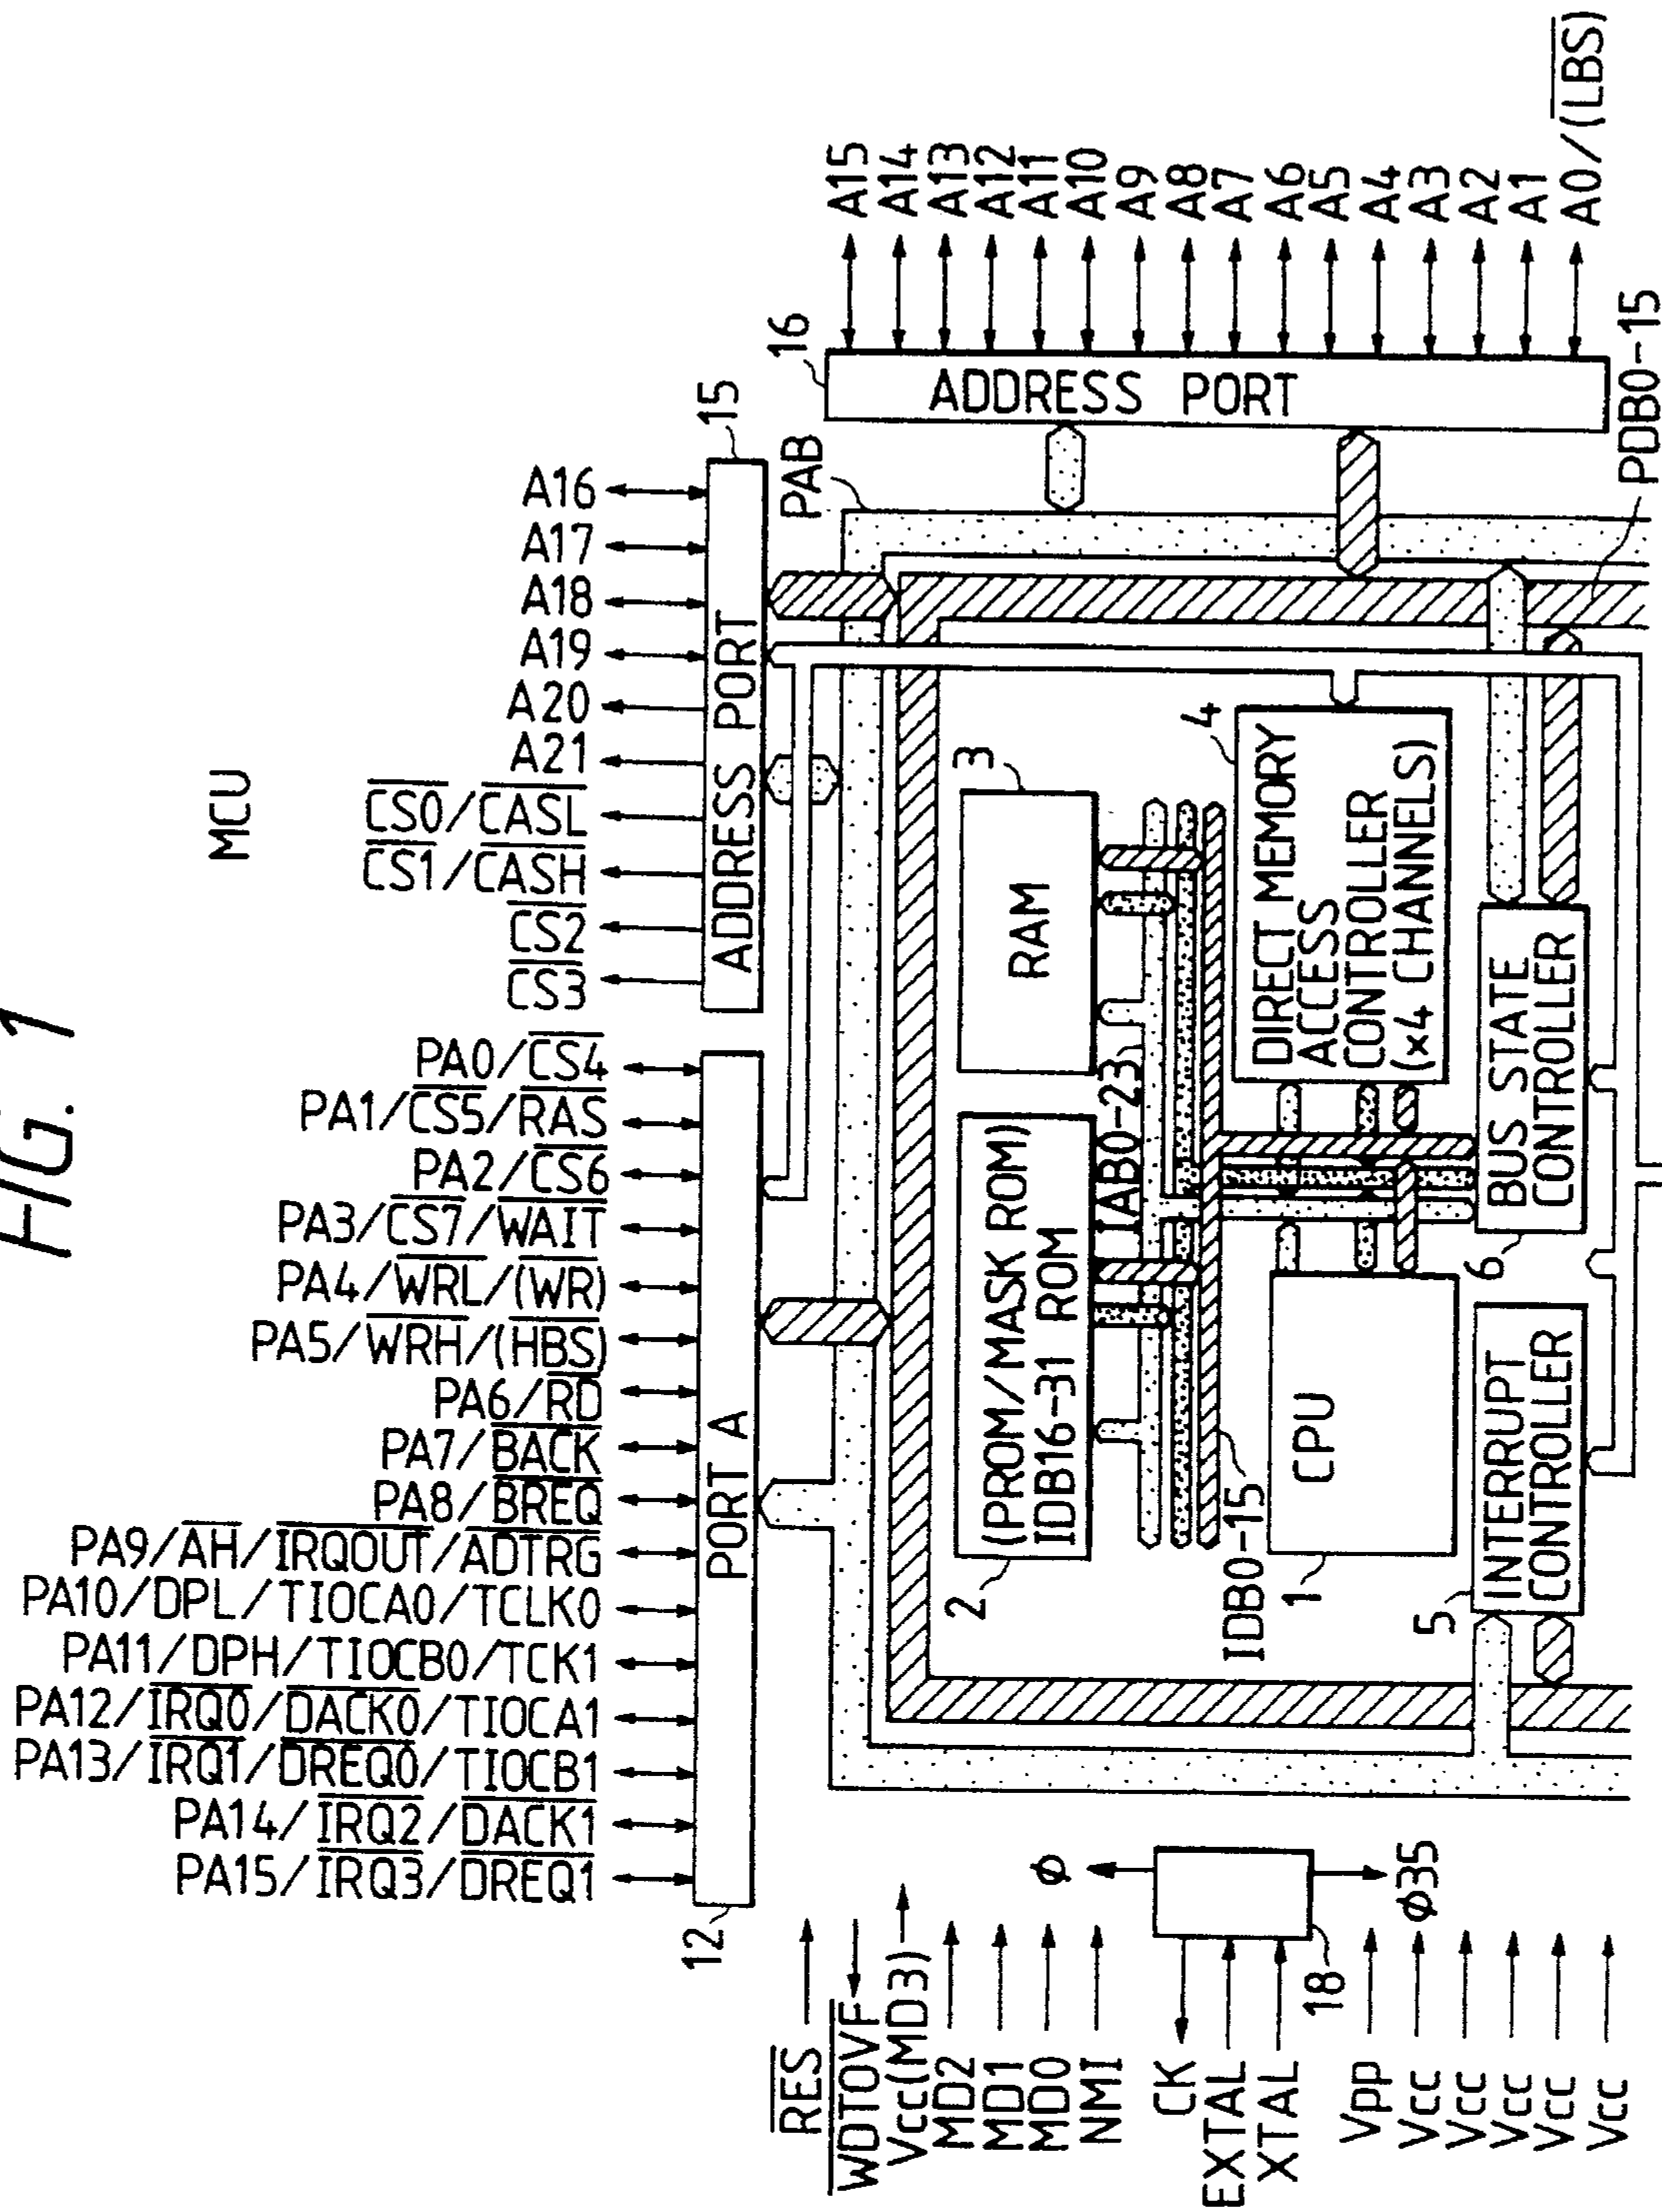 FIG. 1
MCU
PA15/IRQ3/DREQ1
PA14/IRQ2/DACK1
PA13/IRQ1/DREQ0/TIOCB1
PA12/IRQ0/DACK0/TIOCA1
PA11/DPH/TIOCB0/TCK1
PA10/DPL/TIOCA0/TCLK0
PA9/AH/IRQOUT/ADTRG
PA8/BREQ
PA7/BACK
PA6/RD
PA5/WRH/(HBS)
PA4/WRL/(WR)
PA3/CS7/WAIT
PA2/CS6
PA1/CS5/RAS
PA0/CS4
CS3
CS2
CS1/CASH
CS0/CASL
A21
A20
A19
A18
A17
A16
12
PORT A
ADDRESS PORT
15
RES
WDTOVF
Vcc(MD3)
MD2
MD1
MD0
NMI
CK
EXTAL
XTAL
18
φ
φ35
Vpp
Vcc
Vcc
Vcc
Vcc
Vcc
2
(PROM/MASK ROM)
IDB16-31 ROM
3
RAM
IAB0-23
IDB0-15
1
CPU
4
DIRECT MEMORY
ACCESS
CONTROLLER
(×4 CHANNELS)
5
INTERRUPT
CONTROLLER
6
BUS STATE
CONTROLLER
PAB
16
ADDRESS PORT
A15
A14
A13
A12
A11
A10
A9
A8
A7
A6
A5
A4
A3
A2
A1
A0/(LBS)
PDB0-15